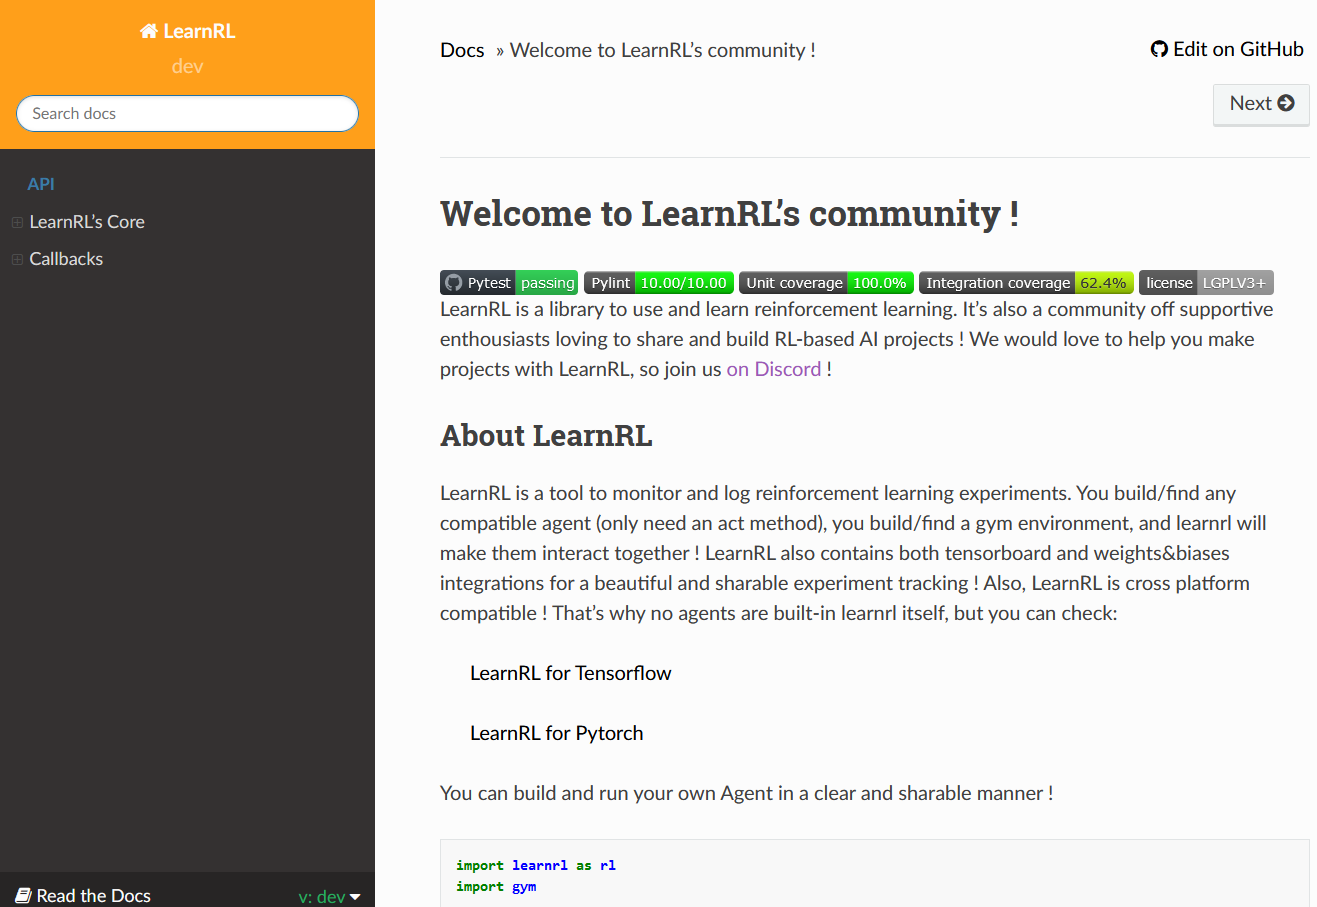 LearnRL
dev
Search docs
API
LearnRL's Core
Callbacks
Read the Docs
v: dev
Docs » Welcome to LearnRL's community !
Edit on GitHub
Next
Welcome to LearnRL's community !
Pytest passing Pylint 10.00/10.00 Unit coverage 100.0% Integration coverage 62.4% license LGPLV3+
LearnRL is a library to use and learn reinforcement learning. It's also a community off supportive
enthousiasts loving to share and build RL-based AI projects ! We would love to help you make
projects with LearnRL, so join us on Discord !
About LearnRL
LearnRL is a tool to monitor and log reinforcement learning experiments. You build/find any
compatible agent (only need an act method), you build/find a gym environment, and learnrl will
make them interact together ! LearnRL also contains both tensorboard and weights&biases
integrations for a beautiful and sharable experiment tracking ! Also, LearnRL is cross platform
compatible ! That's why no agents are built-in learnrl itself, but you can check:
LearnRL for Tensorflow
LearnRL for Pytorch
You can build and run your own Agent in a clear and sharable manner !
import learnrl as rl
import gym